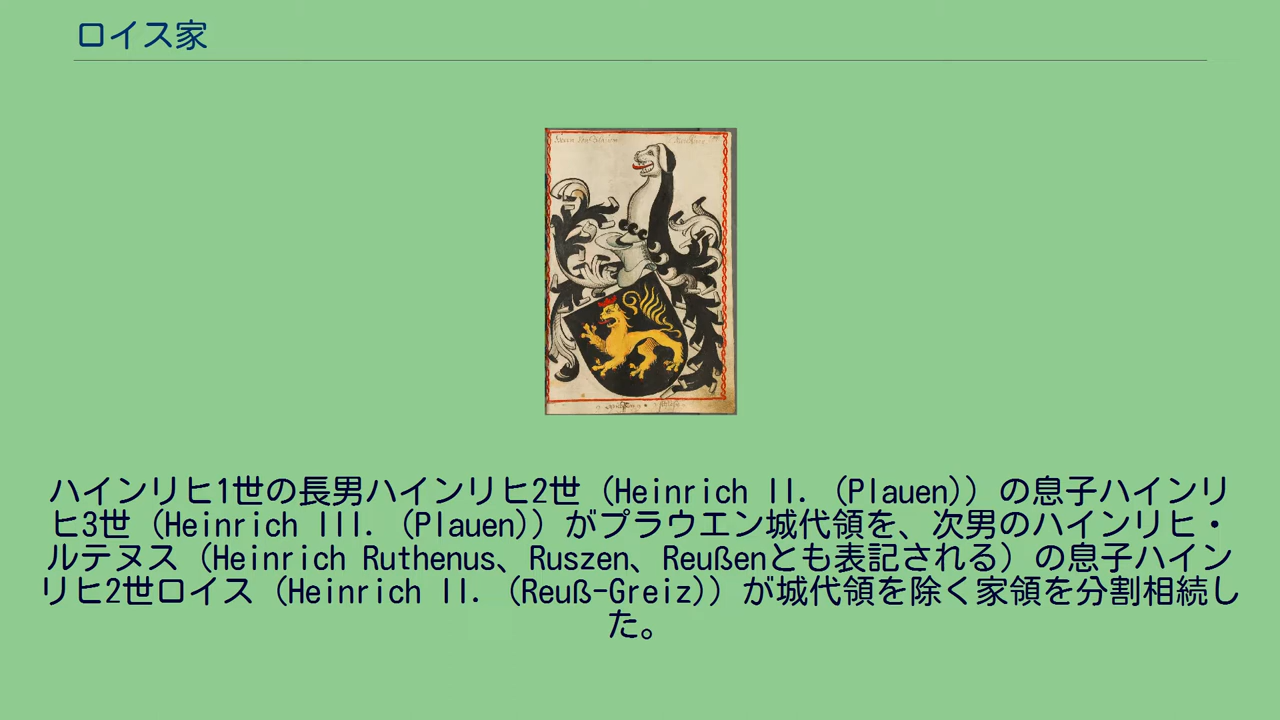 ロイス家
ハインリヒ1世の長男ハインリヒ2世（Heinrich II. （Plauen））の息子ハインリ
ヒ3世（Heinrich III. （Plauen））がプラウエン城代領を、次男のハインリヒ・
ルテヌス（Heinrich Ruthenus、Ruszen、Reußenとも表記される）の息子ハイン
リヒ2世ロイス（Heinrich II. （Reuß-Greiz））が城代領を除く家領を分割相続し
た。